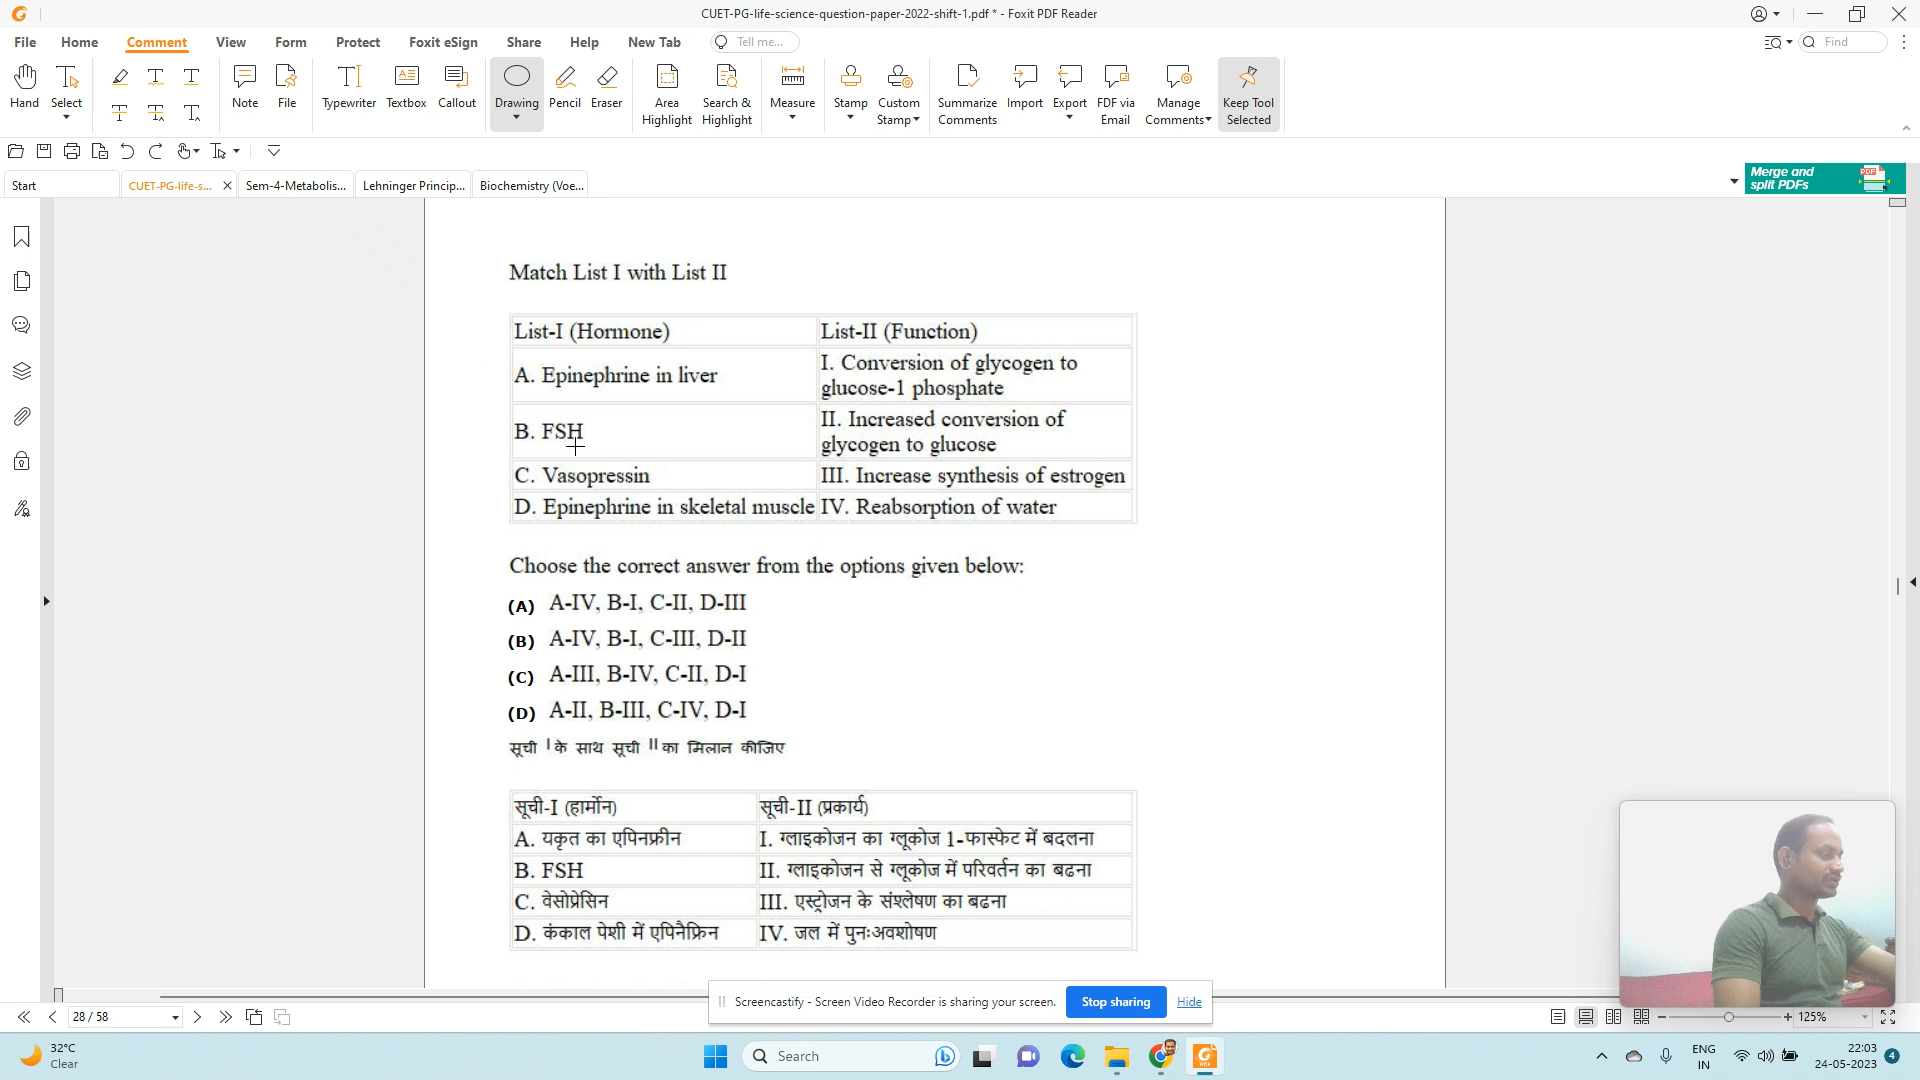 CUET-PG-life-science-question-paper-2022-shift-1.pdf * - Foxit PDF Reader
File Home Comment View Form Protect Foxit eSign Share Help New Tab Tell me... Find
Hand Select Note File Typewriter Textbox Callout Drawing Pencil Eraser Area Highlight Search & Highlight Measure Stamp Custom Stamp Summarize Comments Import Export FDF via Email Manage Comments Keep Tool Selected
Start CUET-PG-life-s... Sem-4-Metabolis... Lehninger Princip... Biochemistry (Voe...
Merge and
split PDFs
PDF
Match List I with List II
List-I (Hormone) List-II (Function)
A. Epinephrine in liver I. Conversion of glycogen to
glucose-1 phosphate
B. FSH II. Increased conversion of
glycogen to glucose
C. Vasopressin III. Increase synthesis of estrogen
D. Epinephrine in skeletal muscle IV. Reabsorption of water
Choose the correct answer from the options given below:
(A) A-IV, B-I, C-II, D-III
(B) A-IV, B-I, C-III, D-II
(C) A-III, B-IV, C-II, D-I
(D) A-II, B-III, C-IV, D-I
सूची I के साथ सूची II का मिलान कीजिए
सूची-I (हार्मोन) सूची-II (प्रकार्य)
A. यकृत का एपिनफ्रीन I. ग्लाइकोजन का ग्लूकोज 1-फास्फेट में बदलना
B. FSH II. ग्लाइकोजन से ग्लूकोज में परिवर्तन का बढना
C. वेसोप्रेसिन III. एस्ट्रोजन के संश्लेषण का बढना
D. कंकाल पेशी में एपिनैफ्रिन IV. जल में पुनःअवशोषण
Screencastify - Screen Video Recorder is sharing your screen. Stop sharing Hide
28 / 58 125%
32°C
Clear
Search
ENG
IN
22:03
24-05-2023
4